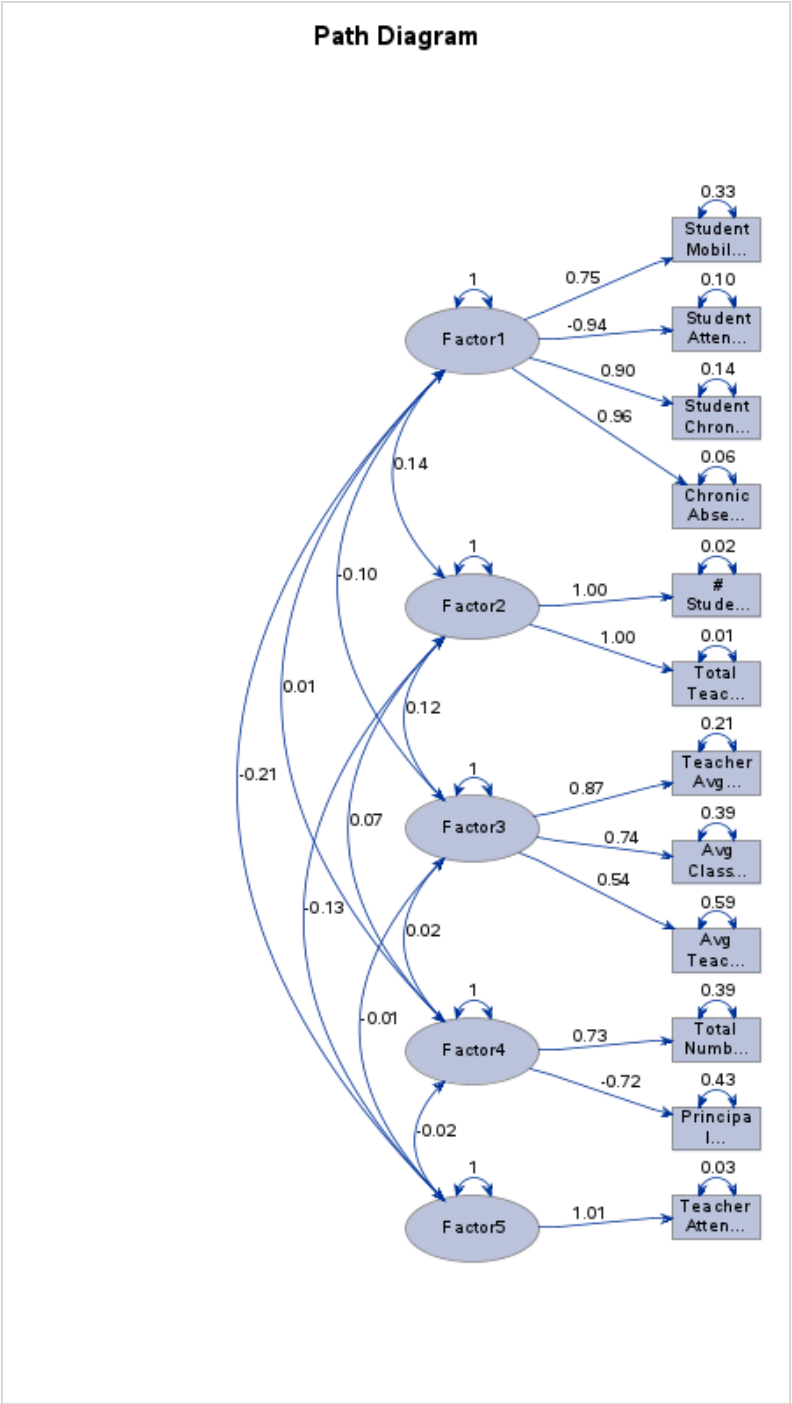 Path Diagram
0.33
Student
Mobil...
0.75
1
0.10
Student
Atten...
-0.94
Factor1
0.14
Student
Chron...
0.90
0.96
0.06
Chronic
Abse...
0.14
1
0.02
#
Stude...
-0.10
1.00
Factor2
0.01
Total
Teac...
1.00
0.01
0.12
0.21
Teacher
Avg...
-0.21
1
0.87
0.07
Factor3
0.39
Avg
Class...
0.74
0.54
0.59
Avg
Teac...
-0.13
0.02
1
0.39
Total
Numb...
-0.01
0.73
Factor4
-0.72
0.43
Principa
l...
-0.02
1
0.03
Teacher
Atten...
1.01
Factor5